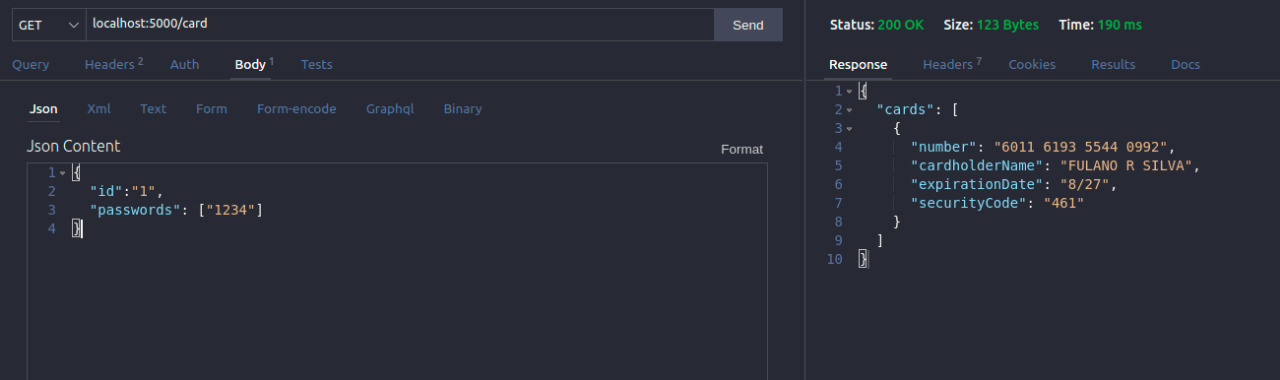 GET localhost:5000/card Send
Query Headers 2 Auth Body 1 Tests
Json Xml Text Form Form-encode Graphql Binary
Json Content Format
1 {
2 "id":"1",
3 "passwords": ["1234"]
4 }
Status: 200 OK Size: 123 Bytes Time: 190 ms
Response Headers 7 Cookies Results Docs
1 {
2 "cards": [
3 {
4 "number": "6011 6193 5544 0992",
5 "cardholderName": "FULANO R SILVA",
6 "expirationDate": "8/27",
7 "securityCode": "461"
8 }
9 ]
10 }